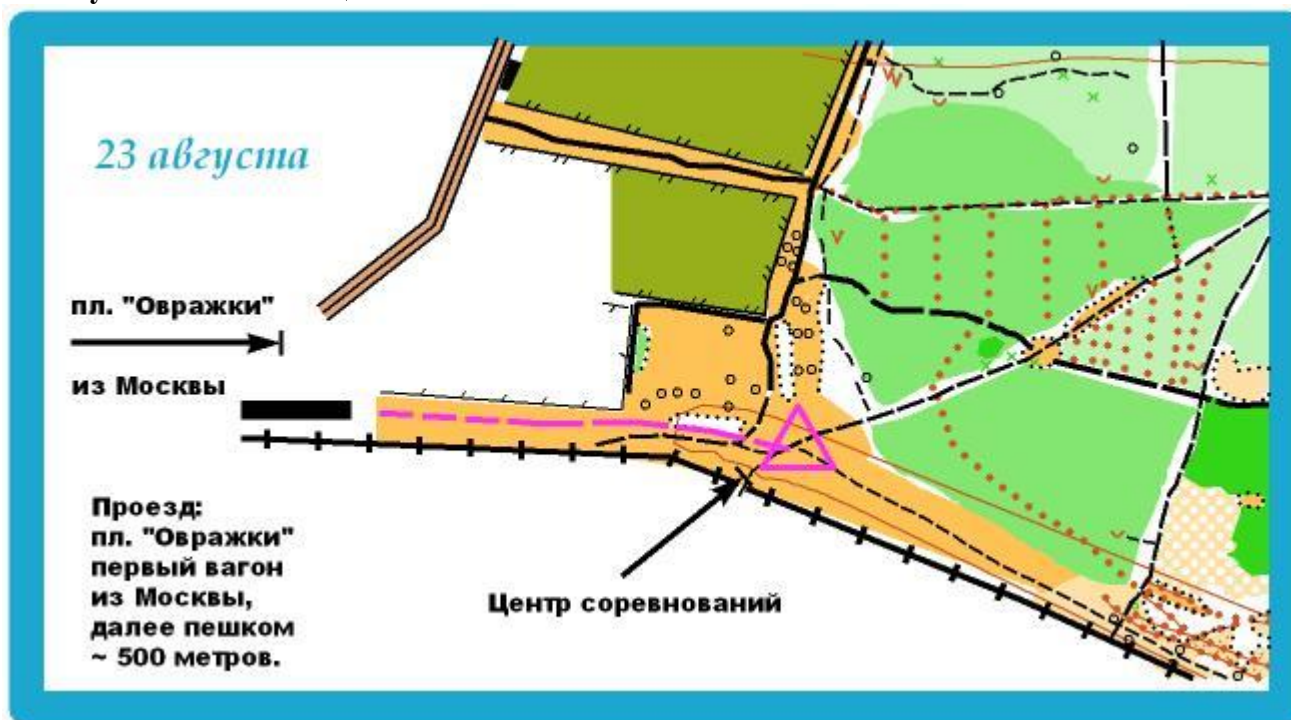 23 августа
пл. "Овражки"
из Москвы
Проезд:
пл. "Овражки"
первый вагон
из Москвы,
далее пешком
~ 500 метров.
Центр соревнований